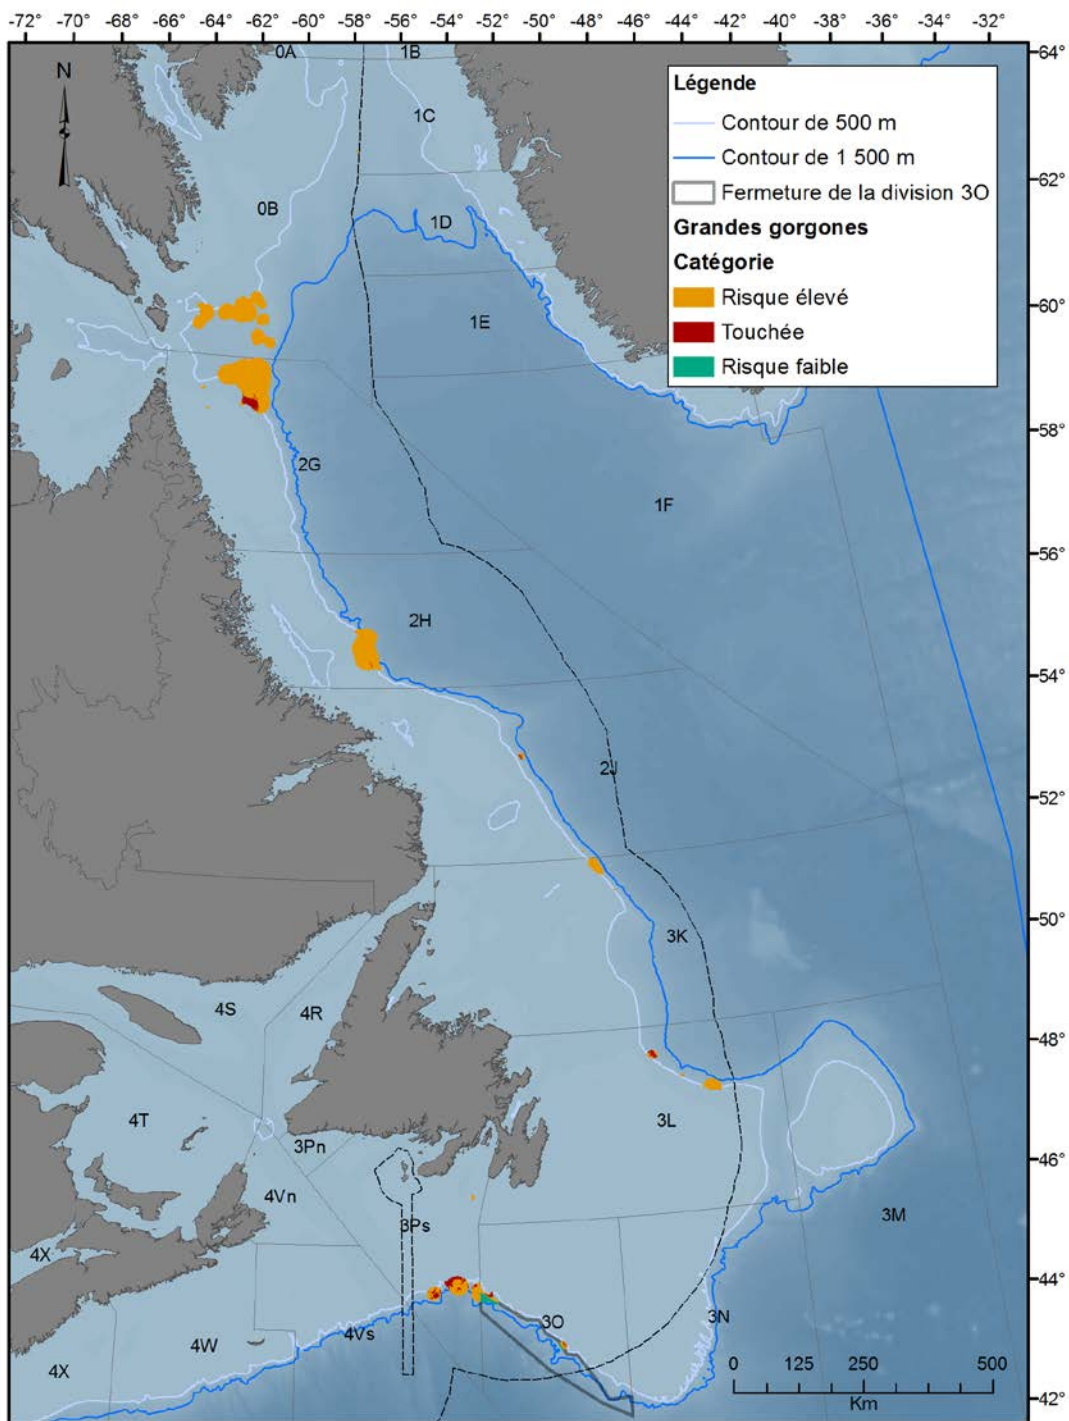 -72° -70° -68° -66° -64° -62° -60° -58° -56° -54° -52° -50° -48° -46° -44° -42° -40° -38° -36° -34° -32°
0A 1B
64°
N
Légende
Contour de 500 m
1C
Contour de 1 500 m
62°
Fermeture de la division 3O
0B
1D
Grandes gorgones
Catégorie
Risque élevé
60°
1E
Touchée
Risque faible
58°
2G
1F
56°
2H
54°
2J
52°
50°
3K
4S 4R
48°
4T
3L
3Pn
46°
4Vn
3M
3Ps
4X
44°
3O
3N
4Vs
4W
0 125 250 500
4X
Km
42°